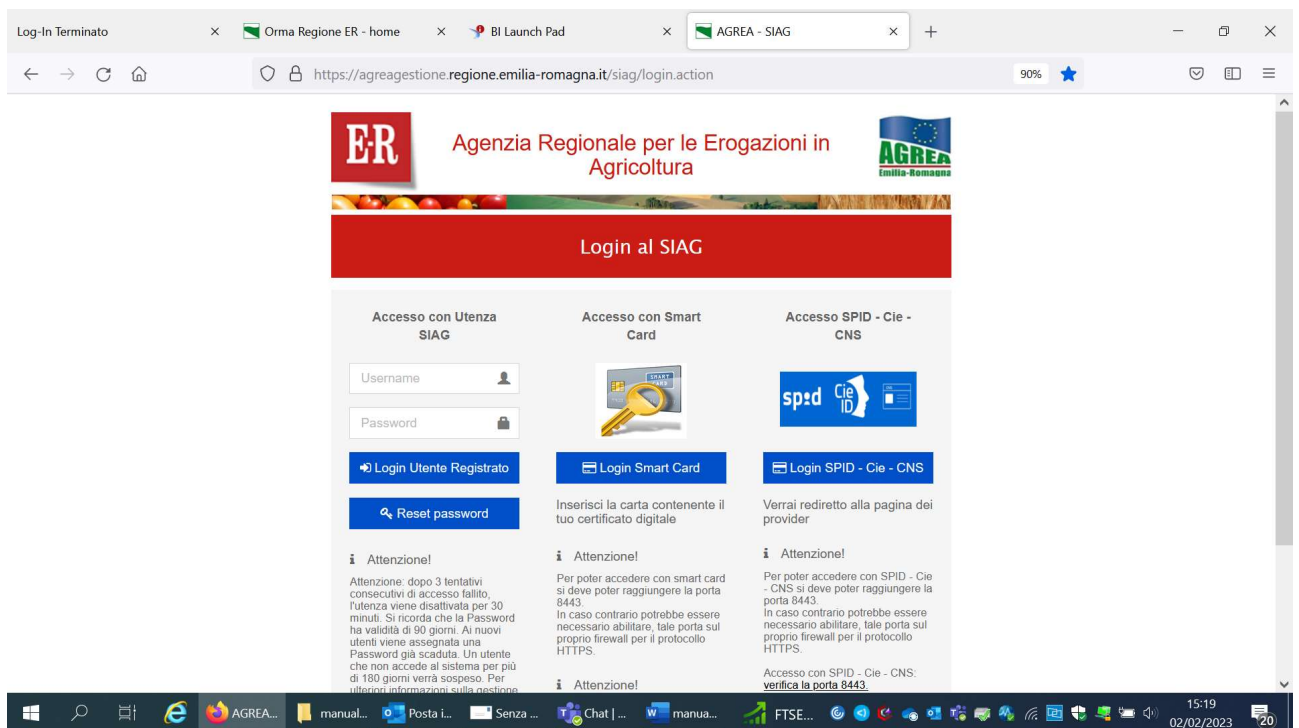 Log-In Terminato
Orma Regione ER - home
BI Launch Pad
AGREA - SIAG
https://agreagestione.regione.emilia-romagna.it/siag/login.action
90%
E·R
Agenzia Regionale per le Erogazioni in
Agricoltura
AGREA
Emilia-Romagna
Login al SIAG
Accesso con Utenza
SIAG
Username
Password
Login Utente Registrato
Reset password
Attenzione!
Attenzione: dopo 3 tentativi
consecutivi di accesso fallito,
l'utenza viene disattivata per 30
minuti. Si ricorda che la Password
ha validità di 90 giorni. Ai nuovi
utenti viene assegnata una
Password già scaduta. Un utente
che non accede al sistema per più
di 180 giorni verrà sospeso. Per
ulteriori informazioni sulla gestione
Accesso con Smart
Card
SMART
CARD
Login Smart Card
Inserisci la carta contenente il
tuo certificato digitale
Attenzione!
Per poter accedere con smart card
si deve poter raggiungere la porta
8443.
In caso contrario potrebbe essere
necessario abilitare, tale porta sul
proprio firewall per il protocollo
HTTPS.
Attenzione!
Accesso SPID - Cie -
CNS
sp:d
Cie
ID
Login SPID - Cie - CNS
Verrai rediretto alla pagina dei
provider
Attenzione!
Per poter accedere con SPID - Cie
- CNS si deve poter raggiungere la
porta 8443.
In caso contrario potrebbe essere
necessario abilitare, tale porta sul
proprio firewall per il protocollo
HTTPS.
Accesso con SPID - Cie - CNS:
verifica la porta 8443.
AGREA...
manual...
Posta i...
Senza ...
Chat | ...
manua...
FTSE...
15:19
02/02/2023
20